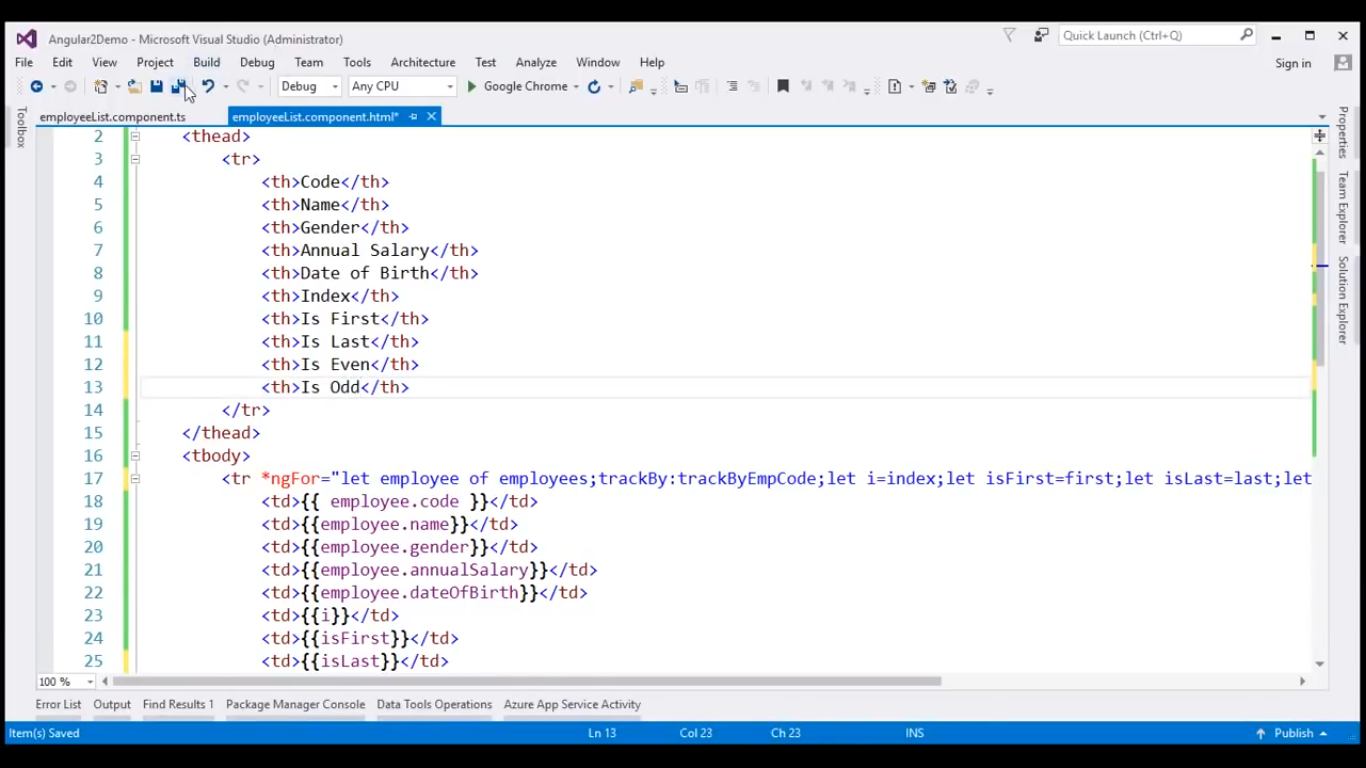 Angular2Demo - Microsoft Visual Studio (Administrator)
Quick Launch (Ctrl+Q)
File Edit View Project Build Debug Team Tools Architecture Test Analyze Window Help
Sign in
Debug Any CPU Google Chrome
Toolbox
employeeList.component.ts employeeList.component.html*
2 <thead>
3 <tr>
4 <th>Code</th>
5 <th>Name</th>
6 <th>Gender</th>
7 <th>Annual Salary</th>
8 <th>Date of Birth</th>
9 <th>Index</th>
10 <th>Is First</th>
11 <th>Is Last</th>
12 <th>Is Even</th>
13 <th>Is Odd</th>
14 </tr>
15 </thead>
16 <tbody>
17 <tr *ngFor="let employee of employees;trackBy:trackByEmpCode;let i=index;let isFirst=first;let isLast=last;let
18 <td>{{ employee.code }}</td>
19 <td>{{employee.name}}</td>
20 <td>{{employee.gender}}</td>
21 <td>{{employee.annualSalary}}</td>
22 <td>{{employee.dateOfBirth}}</td>
23 <td>{{i}}</td>
24 <td>{{isFirst}}</td>
25 <td>{{isLast}}</td>
Properties
Team Explorer
Solution Explorer
100 %
Error List Output Find Results 1 Package Manager Console Data Tools Operations Azure App Service Activity
Item(s) Saved Ln 13 Col 23 Ch 23 INS Publish